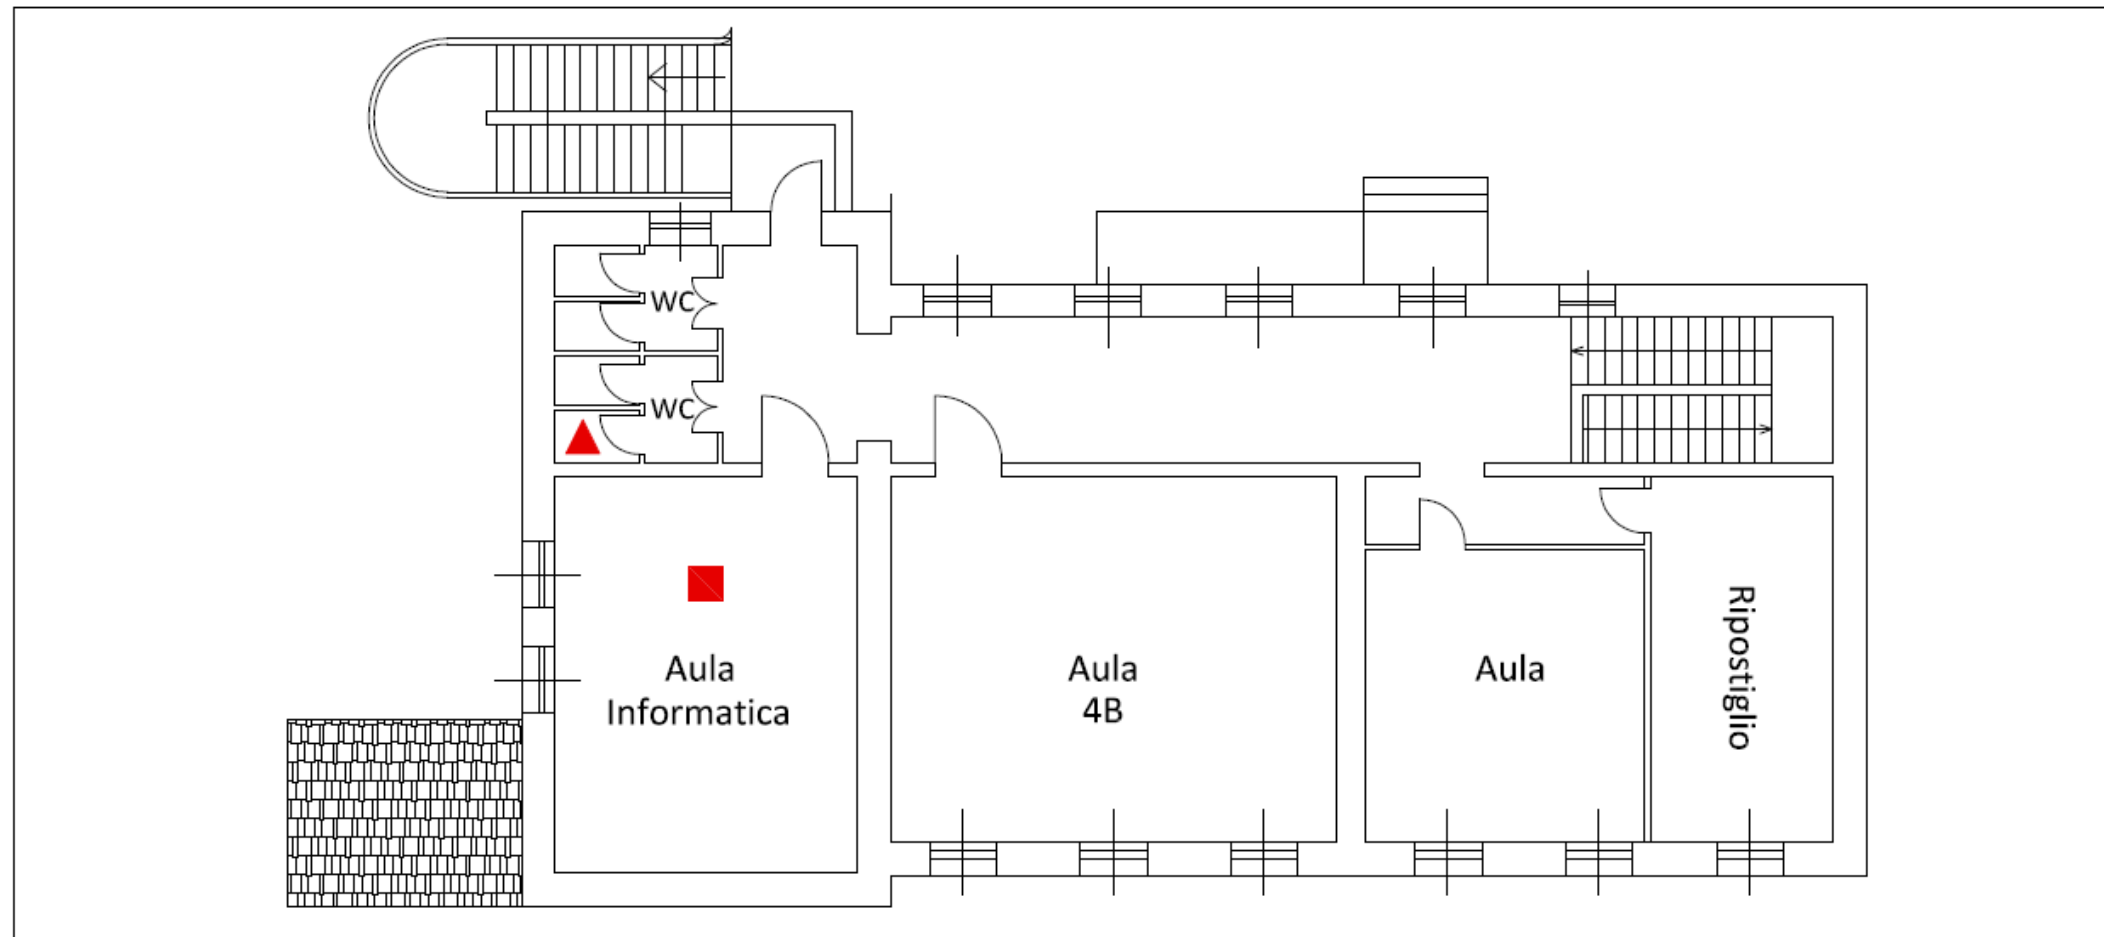 WC
WC
Aula
Informatica
Aula
4B
Aula
Ripostiglio